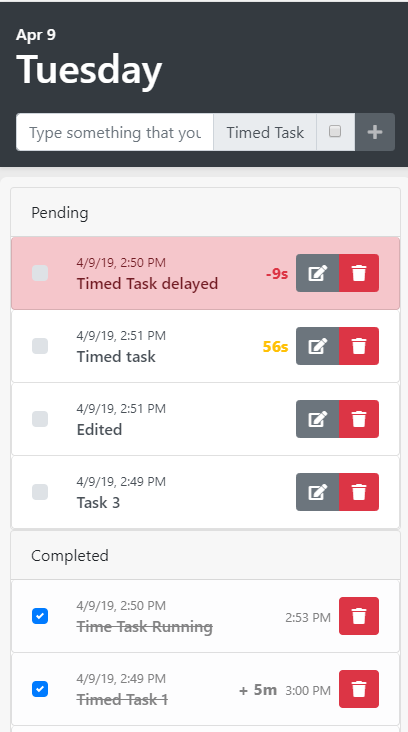 Apr 9
Tuesday
Type something that you
Timed Task
Pending
4/9/19, 2:50 PM
Timed Task delayed
-9s
4/9/19, 2:51 PM
Timed task
56s
4/9/19, 2:51 PM
Edited
4/9/19, 2:49 PM
Task 3
Completed
4/9/19, 2:50 PM
Time Task Running
2:53 PM
4/9/19, 2:49 PM
Timed Task 1
+ 5m 3:00 PM